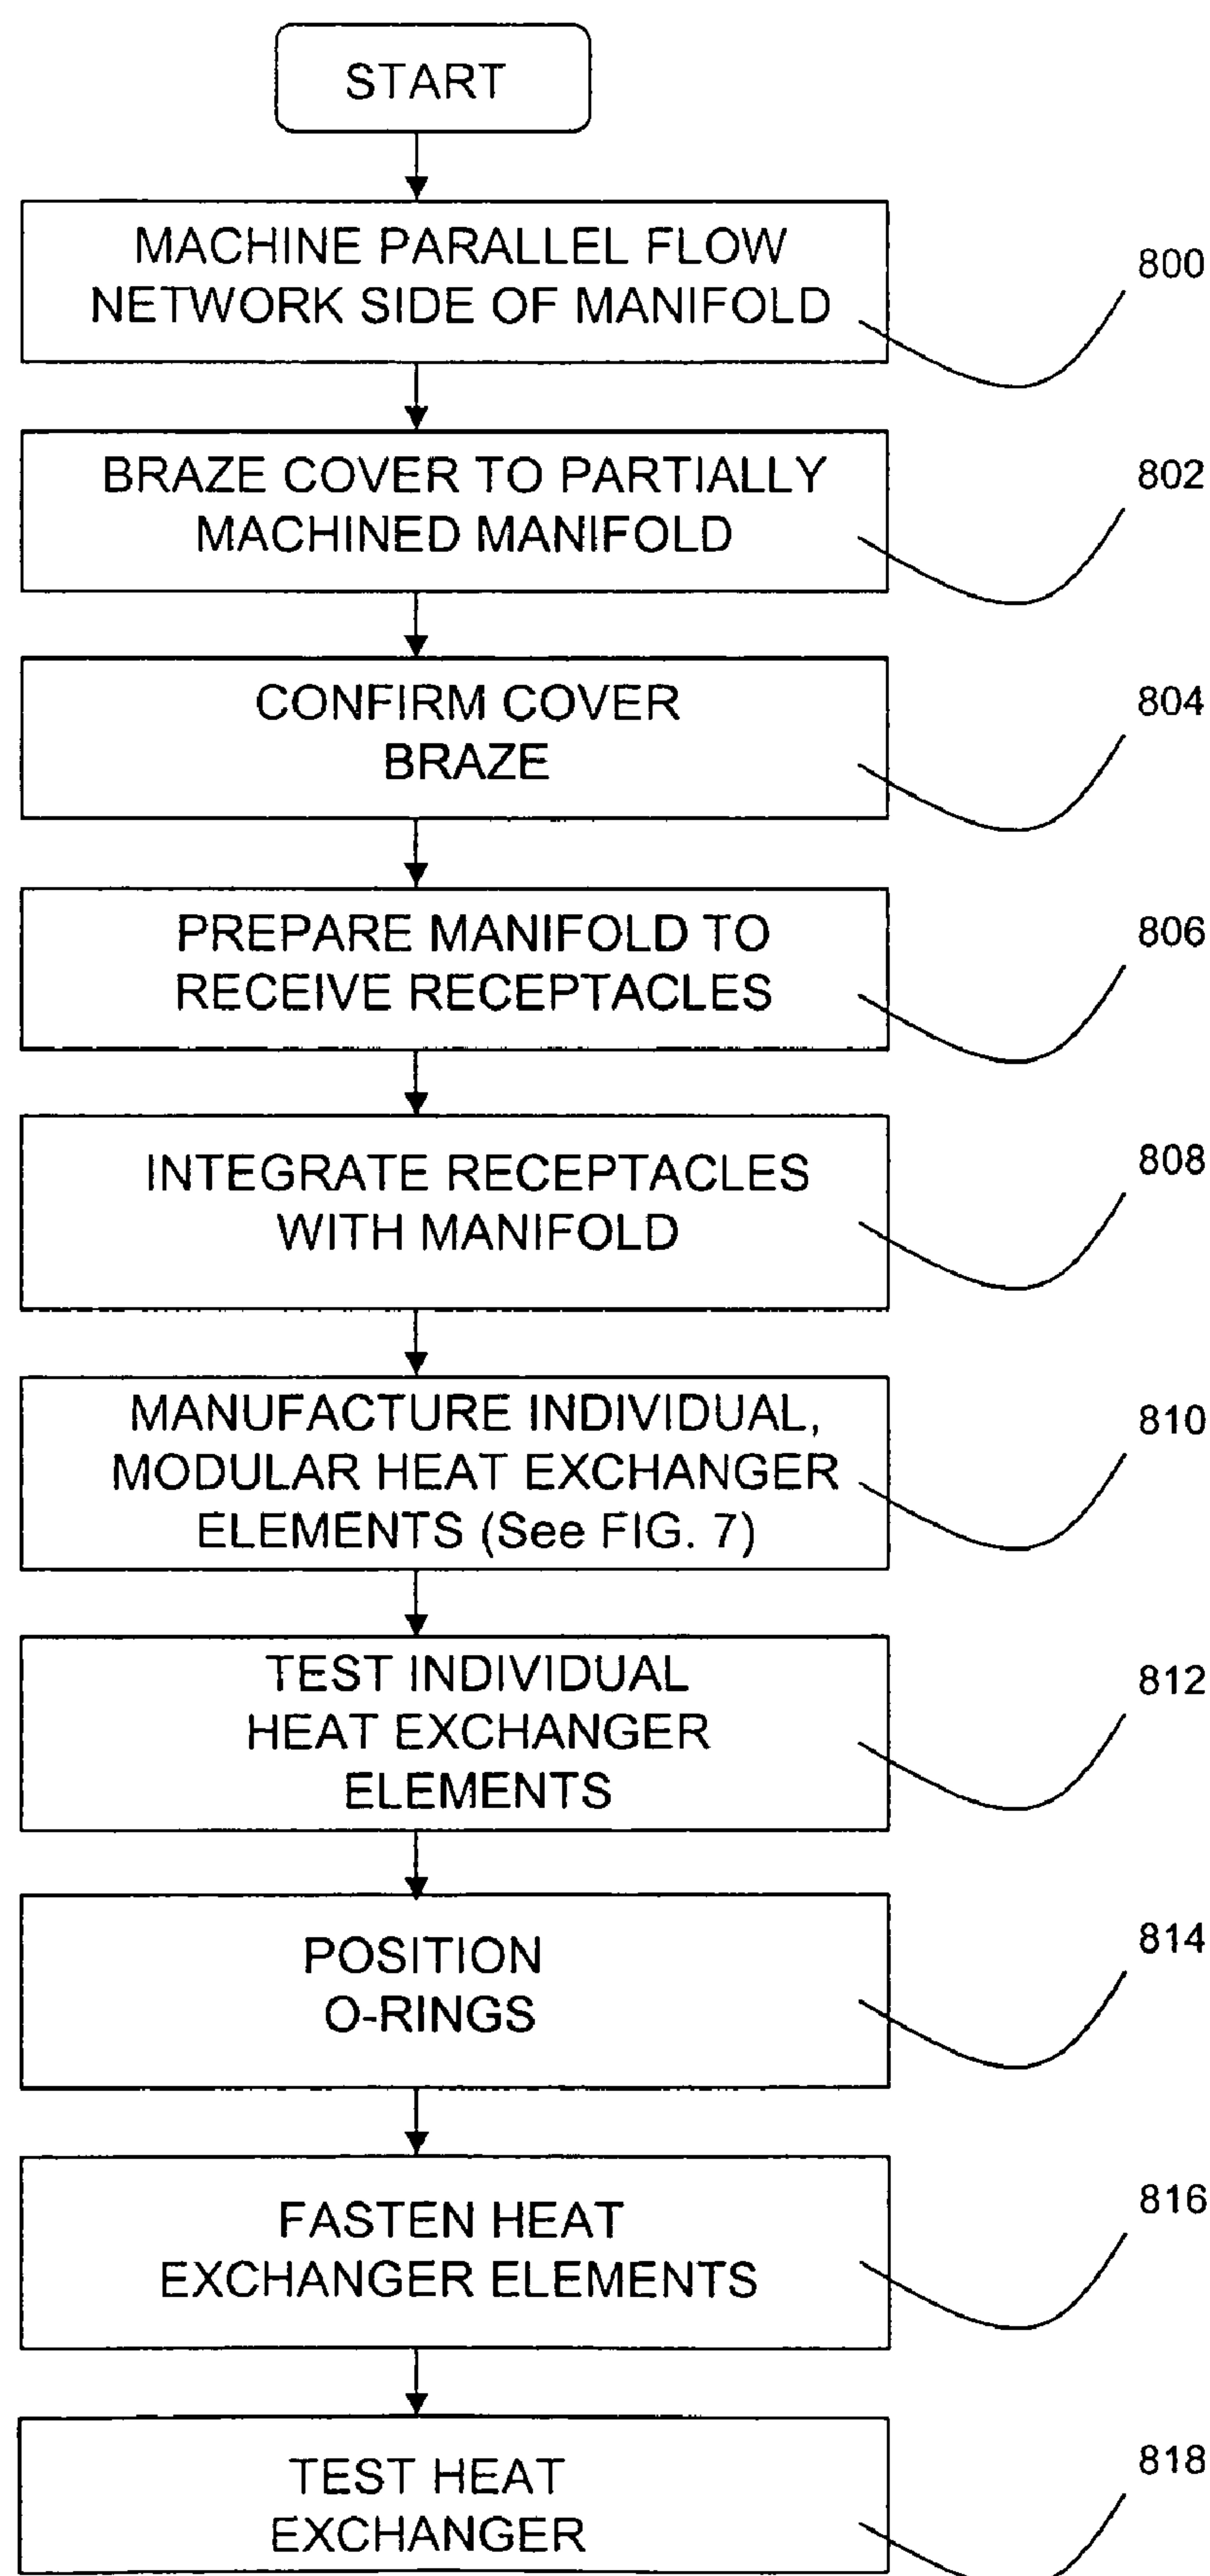 START
MACHINE PARALLEL FLOW
NETWORK SIDE OF MANIFOLD
800
BRAZE COVER TO PARTIALLY
MACHINED MANIFOLD
802
CONFIRM COVER
BRAZE
804
PREPARE MANIFOLD TO
RECEIVE RECEPTACLES
806
INTEGRATE RECEPTACLES
WITH MANIFOLD
808
MANUFACTURE INDIVIDUAL,
MODULAR HEAT EXCHANGER
ELEMENTS (See FIG. 7)
810
TEST INDIVIDUAL
HEAT EXCHANGER
ELEMENTS
812
POSITION
O-RINGS
814
FASTEN HEAT
EXCHANGER ELEMENTS
816
TEST HEAT
EXCHANGER
818